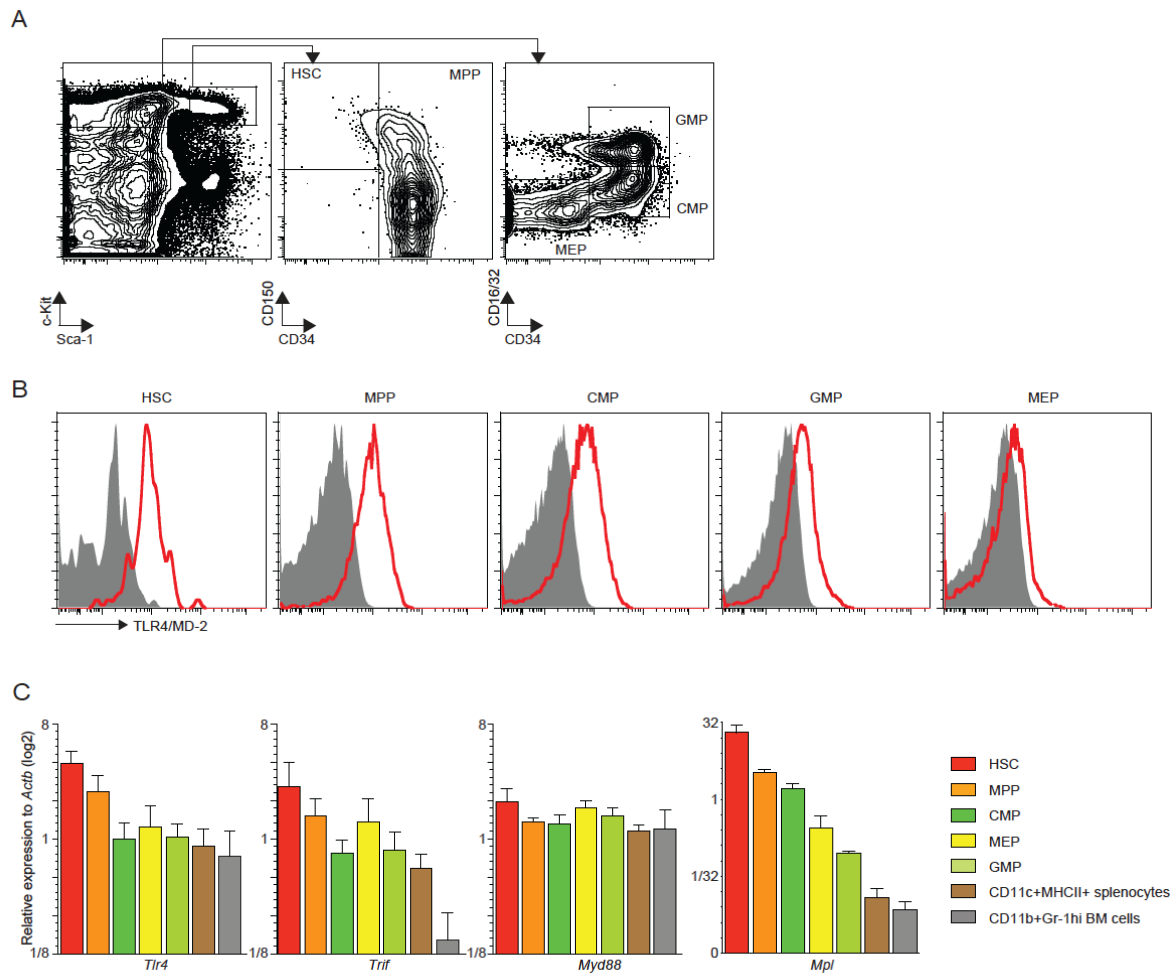 A
HSC
MPP
GMP
CMP
MEP
c-Kit
Sca-1
CD150
CD34
CD16/32
CD34
B
HSC
MPP
CMP
GMP
MEP
TLR4/MD-2
C
Relative expression to Actb (log2)
8
1
1/8
Tlr4
8
1
1/8
Trif
8
1
1/8
Myd88
32
1
1/32
0
Mpl
HSC
MPP
CMP
MEP
GMP
CD11c+MHCII+ splenocytes
CD11b+Gr-1hi BM cells